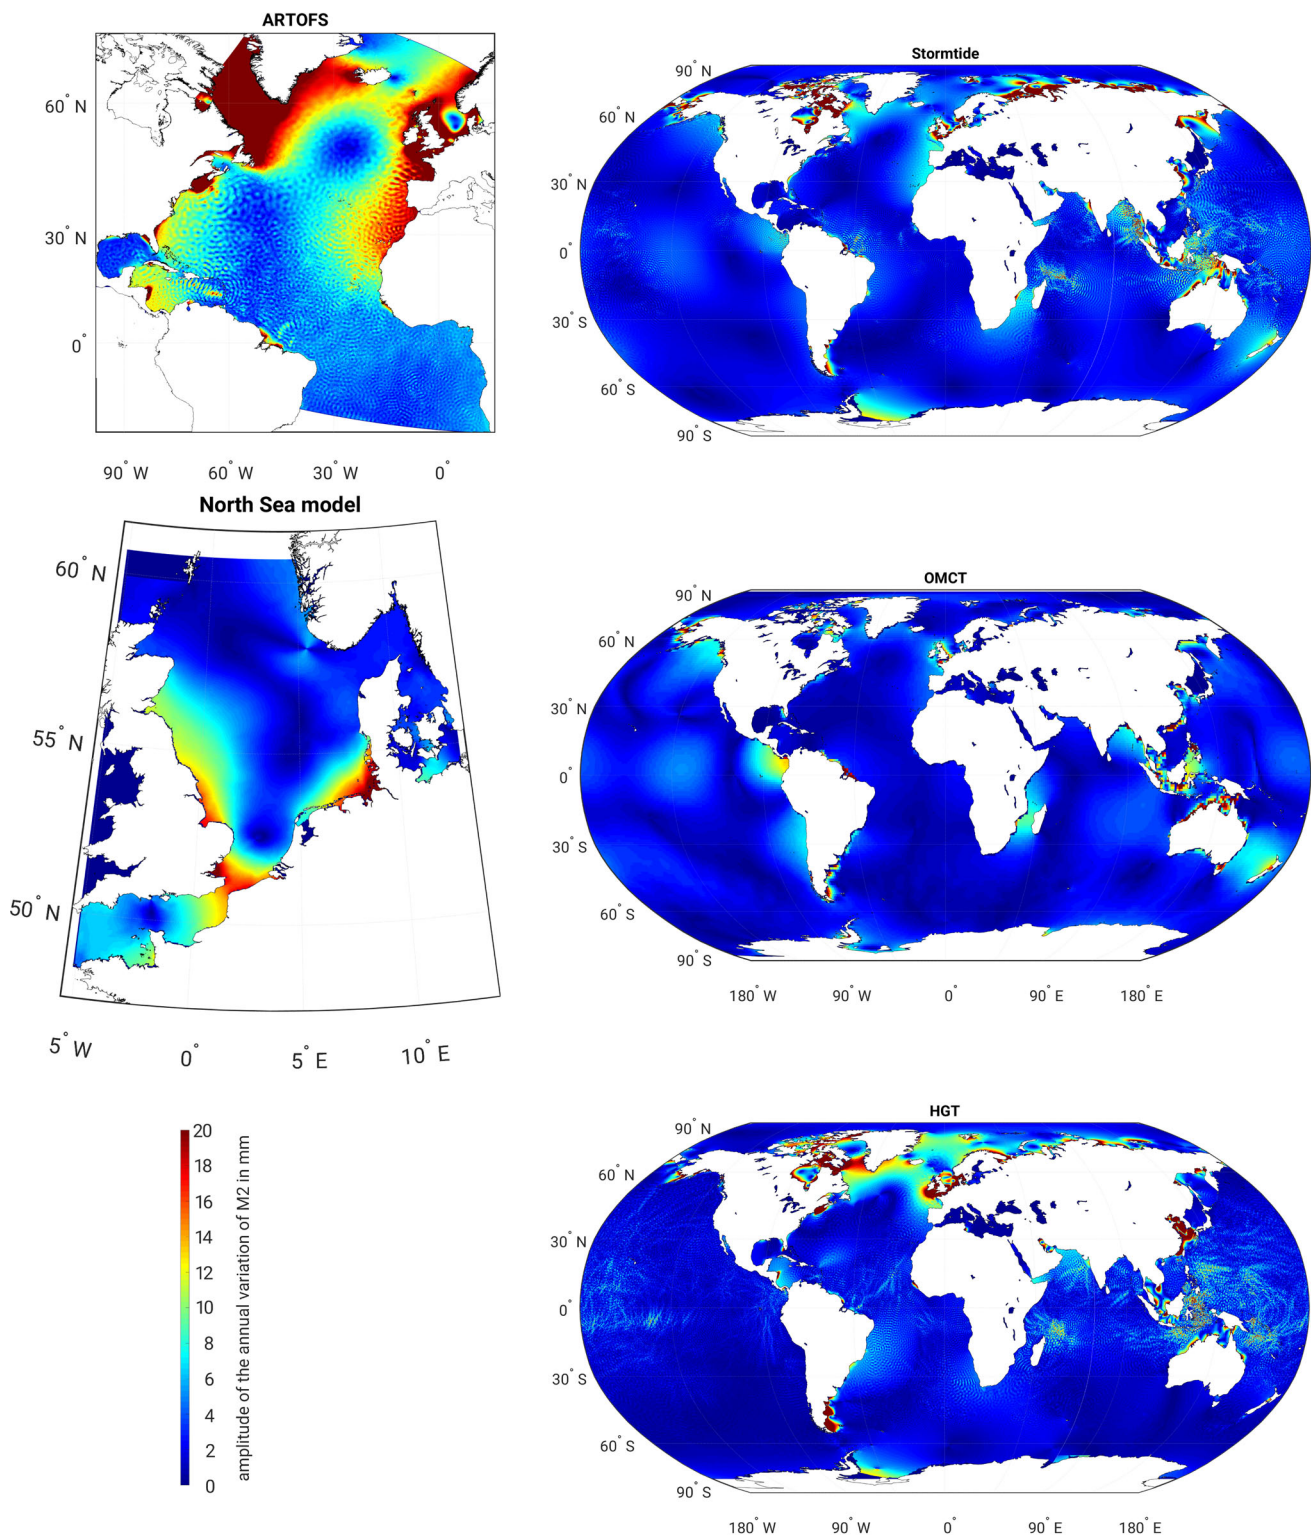 ARTOFS
60° N
30° N
0°
90° W
60° W
30° W
0°
Stormtide
90° N
60° N
30° N
0°
30° S
60° S
90° S
North Sea model
60° N
55° N
50° N
5° W
0°
5° E
10° E
OMCT
90° N
60° N
30° N
0°
30° S
60° S
90° S
180° W
90° W
0°
90° E
180° E
20
18
16
14
12
10
8
6
4
2
0
amplitude of the annual variation of M2 in mm
HGT
90° N
60° N
30° N
0°
30° S
60° S
90° S
180° W
90° W
0°
90° E
180° E